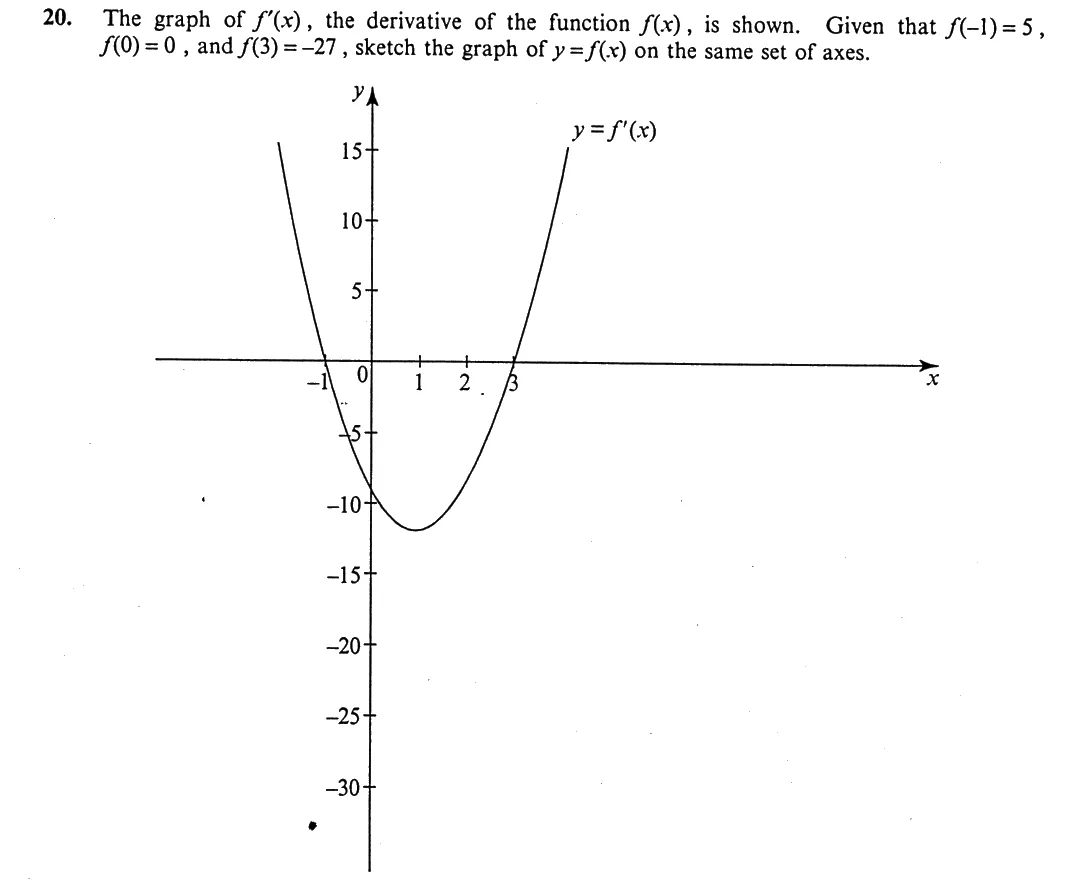 20. The graph of f'(x), the derivative of the function f(x), is shown. Given that f(–1) = 5,
f(0) = 0, and f(3) = –27, sketch the graph of y = f(x) on the same set of axes.
y
y = f'(x)
15
10
5
–1 0 1 2 3
x
–5
–10
–15
–20
–25
–30